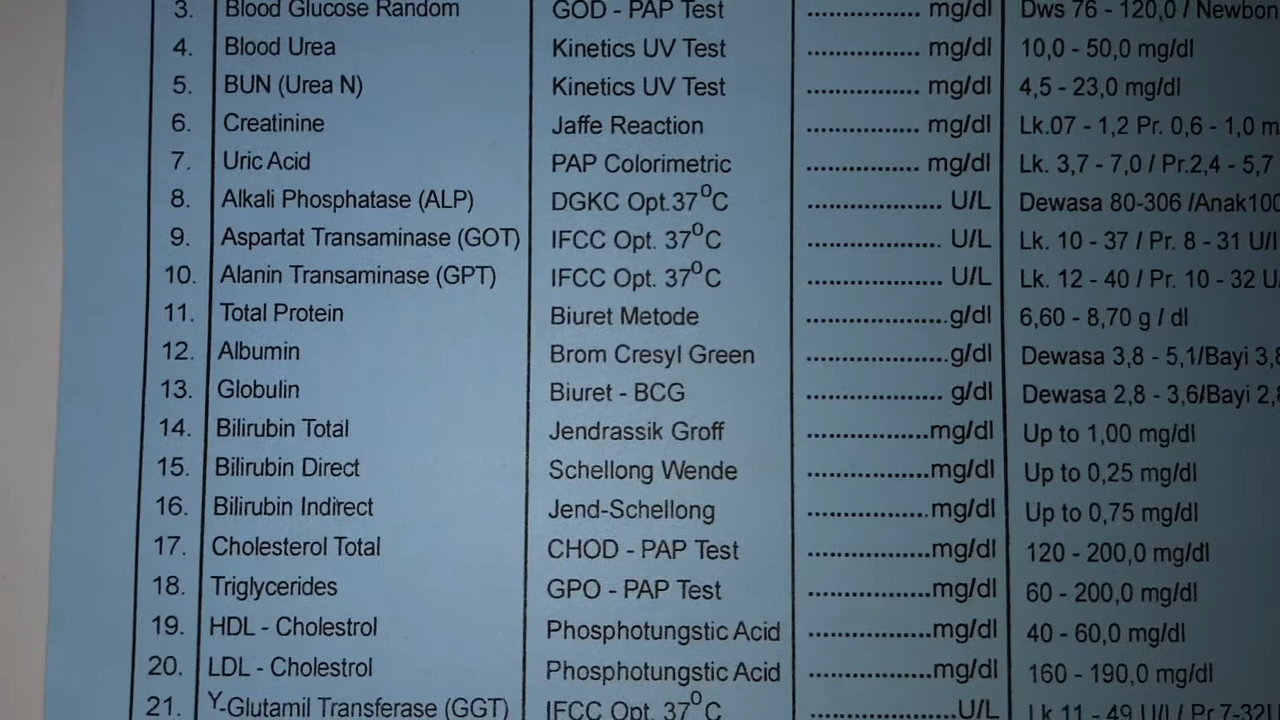 3. Blood Glucose Random GOD - PAP Test ................ mg/dl Dws 76 - 120,0 / Newbon
4. Blood Urea Kinetics UV Test ................ mg/dl 10,0 - 50,0 mg/dl
5. BUN (Urea N) Kinetics UV Test ................ mg/dl 4,5 - 23,0 mg/dl
6. Creatinine Jaffe Reaction ................ mg/dl Lk.07 - 1,2 Pr. 0,6 - 1,0 m
7. Uric Acid PAP Colorimetric ................ mg/dl Lk. 3,7 - 7,0 / Pr.2,4 - 5,7
8. Alkali Phosphatase (ALP) DGKC Opt.37⁰C ................... U/L Dewasa 80-306 /Anak100
9. Aspartat Transaminase (GOT) IFCC Opt. 37⁰C ................... U/L Lk. 10 - 37 / Pr. 8 - 31 U/l
10. Alanin Transaminase (GPT) IFCC Opt. 37⁰C ................... U/L Lk. 12 - 40 / Pr. 10 - 32 U
11. Total Protein Biuret Metode ....................g/dl 6,60 - 8,70 g / dl
12. Albumin Brom Cresyl Green ....................g/dl Dewasa 3,8 - 5,1/Bayi 3,8
13. Globulin Biuret - BCG ................... g/dl Dewasa 2,8 - 3,6/Bayi 2,
14. Bilirubin Total Jendrassik Groff .................mg/dl Up to 1,00 mg/dl
15. Bilirubin Direct Schellong Wende .................mg/dl Up to 0,25 mg/dl
16. Bilirubin Indirect Jend-Schellong .................mg/dl Up to 0,75 mg/dl
17. Cholesterol Total CHOD - PAP Test .................mg/dl 120 - 200,0 mg/dl
18. Triglycerides GPO - PAP Test .................mg/dl 60 - 200,0 mg/dl
19. HDL - Cholestrol Phosphotungstic Acid .................mg/dl 40 - 60,0 mg/dl
20. LDL - Cholestrol Phosphotungstic Acid .................mg/dl 160 - 190,0 mg/dl
21. Y-Glutamil Transferase (GGT) IFCC Opt. 37⁰C ....................U/L Lk 11 - 49 U/l / Pr 7-32U